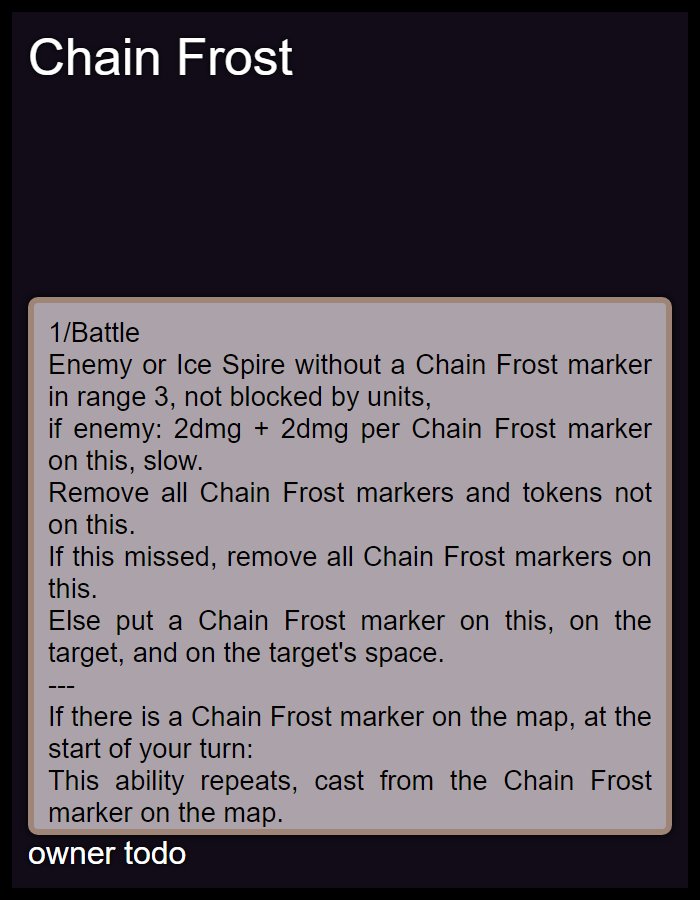 Chain Frost
1/Battle
Enemy or Ice Spire without a Chain Frost marker
in range 3, not blocked by units,
if enemy: 2dmg + 2dmg per Chain Frost marker
on this, slow.
Remove all Chain Frost markers and tokens not
on this.
If this missed, remove all Chain Frost markers on
this.
Else put a Chain Frost marker on this, on the
target, and on the target's space.
---
If there is a Chain Frost marker on the map, at the
start of your turn:
This ability repeats, cast from the Chain Frost
marker on the map.
owner todo